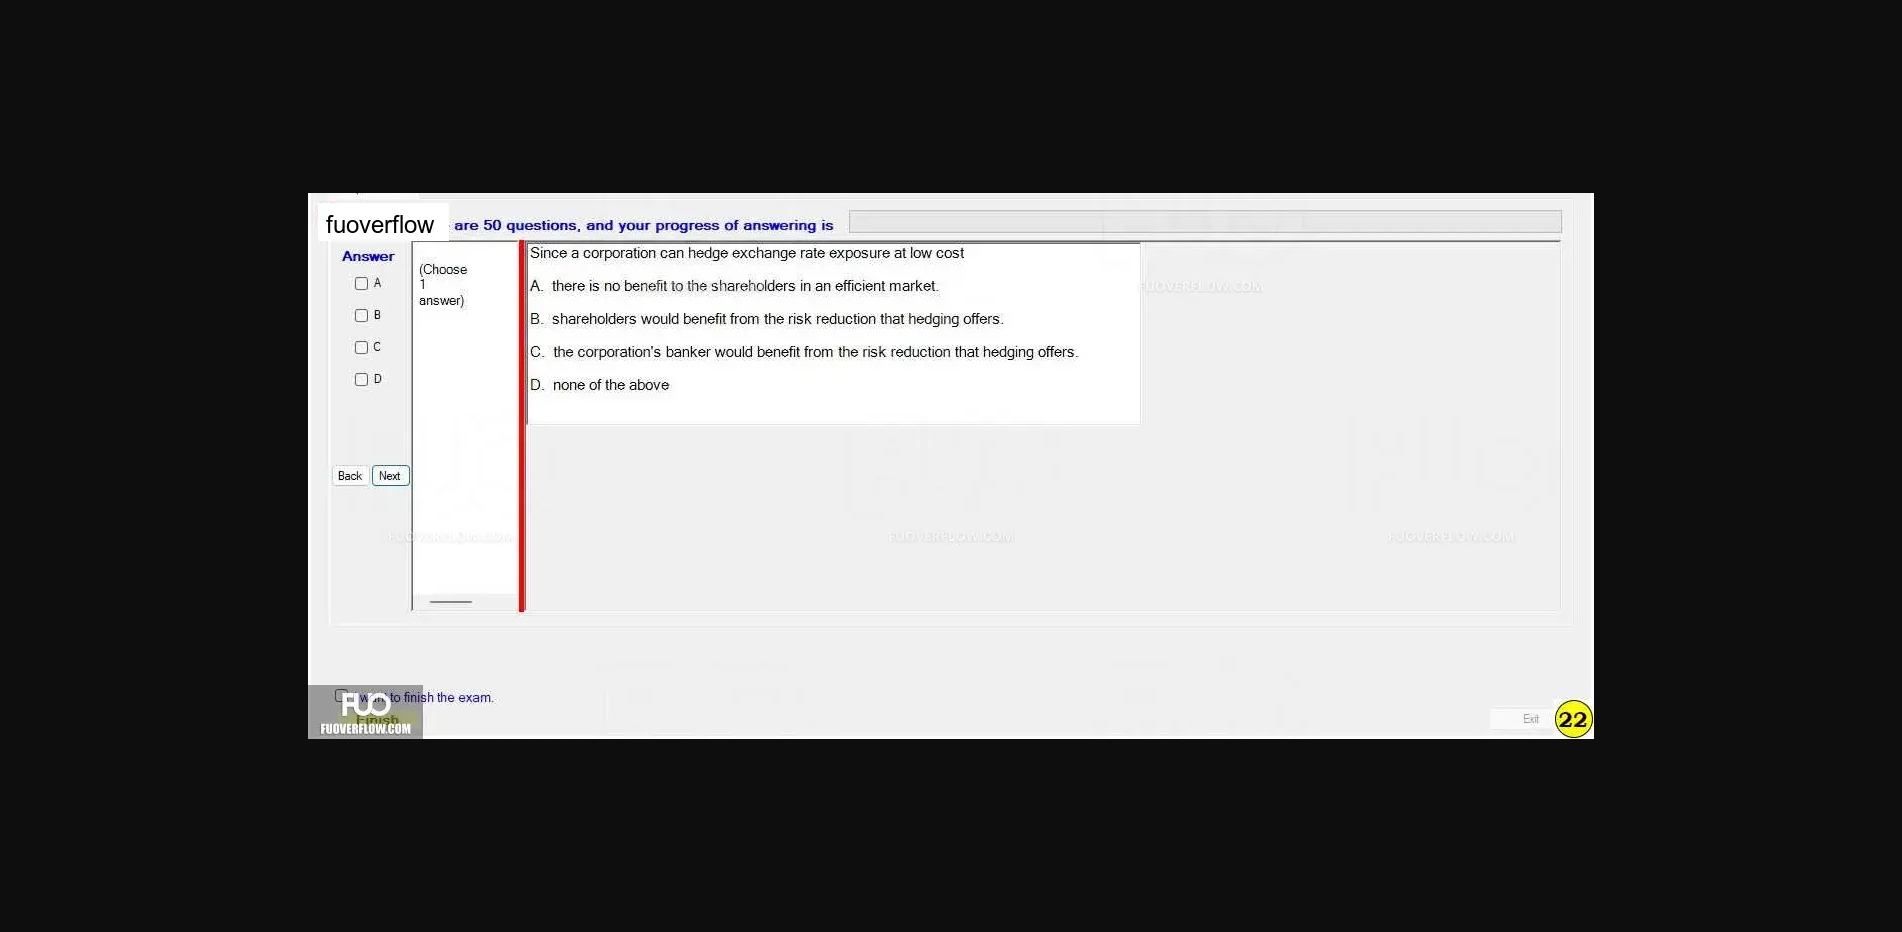 fuoverflow are 50 questions, and your progress of answering is
Answer
A
B
C
D
Back Next
(Choose
1
answer)
Since a corporation can hedge exchange rate exposure at low cost
A. there is no benefit to the shareholders in an efficient market.
B. shareholders would benefit from the risk reduction that hedging offers.
C. the corporation's banker would benefit from the risk reduction that hedging offers.
D. none of the above
FUOVERFLOW.COM
FUOVERFLOW.COM
FUOVERFLOW.COM
FUOVERFLOW.COM
want to finish the exam.
Finish
FUO
FUOVERFLOW.COM
Exit
22